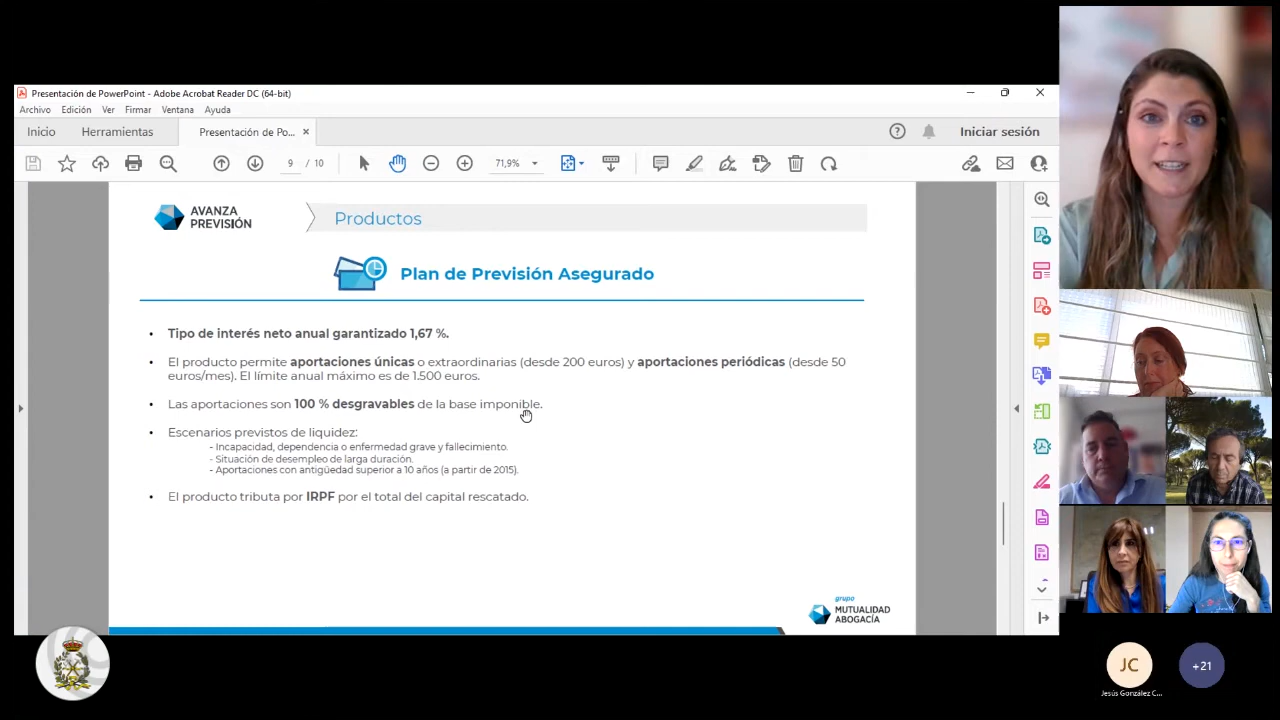 Presentación de PowerPoint - Adobe Acrobat Reader DC (64-bit)
Archivo Edición Ver Firmar Ventana Ayuda
Inicio Herramientas Presentación de Po... Iniciar sesión
9 / 10 71,9%
AVANZA
PREVISIÓN
Productos
Plan de Previsión Asegurado
• Tipo de interés neto anual garantizado 1,67 %.
• El producto permite aportaciones únicas o extraordinarias (desde 200 euros) y aportaciones periódicas (desde 50
euros/mes). El límite anual máximo es de 1.500 euros.
• Las aportaciones son 100 % desgravables de la base imponible.
• Escenarios previstos de liquidez:
- Incapacidad, dependencia o enfermedad grave y fallecimiento.
- Situación de desempleo de larga duración.
- Aportaciones con antigüedad superior a 10 años (a partir de 2015).
• El producto tributa por IRPF por el total del capital rescatado.
grupo
MUTUALIDAD
ABOGACÍA
JC
+21
Jesús González C...